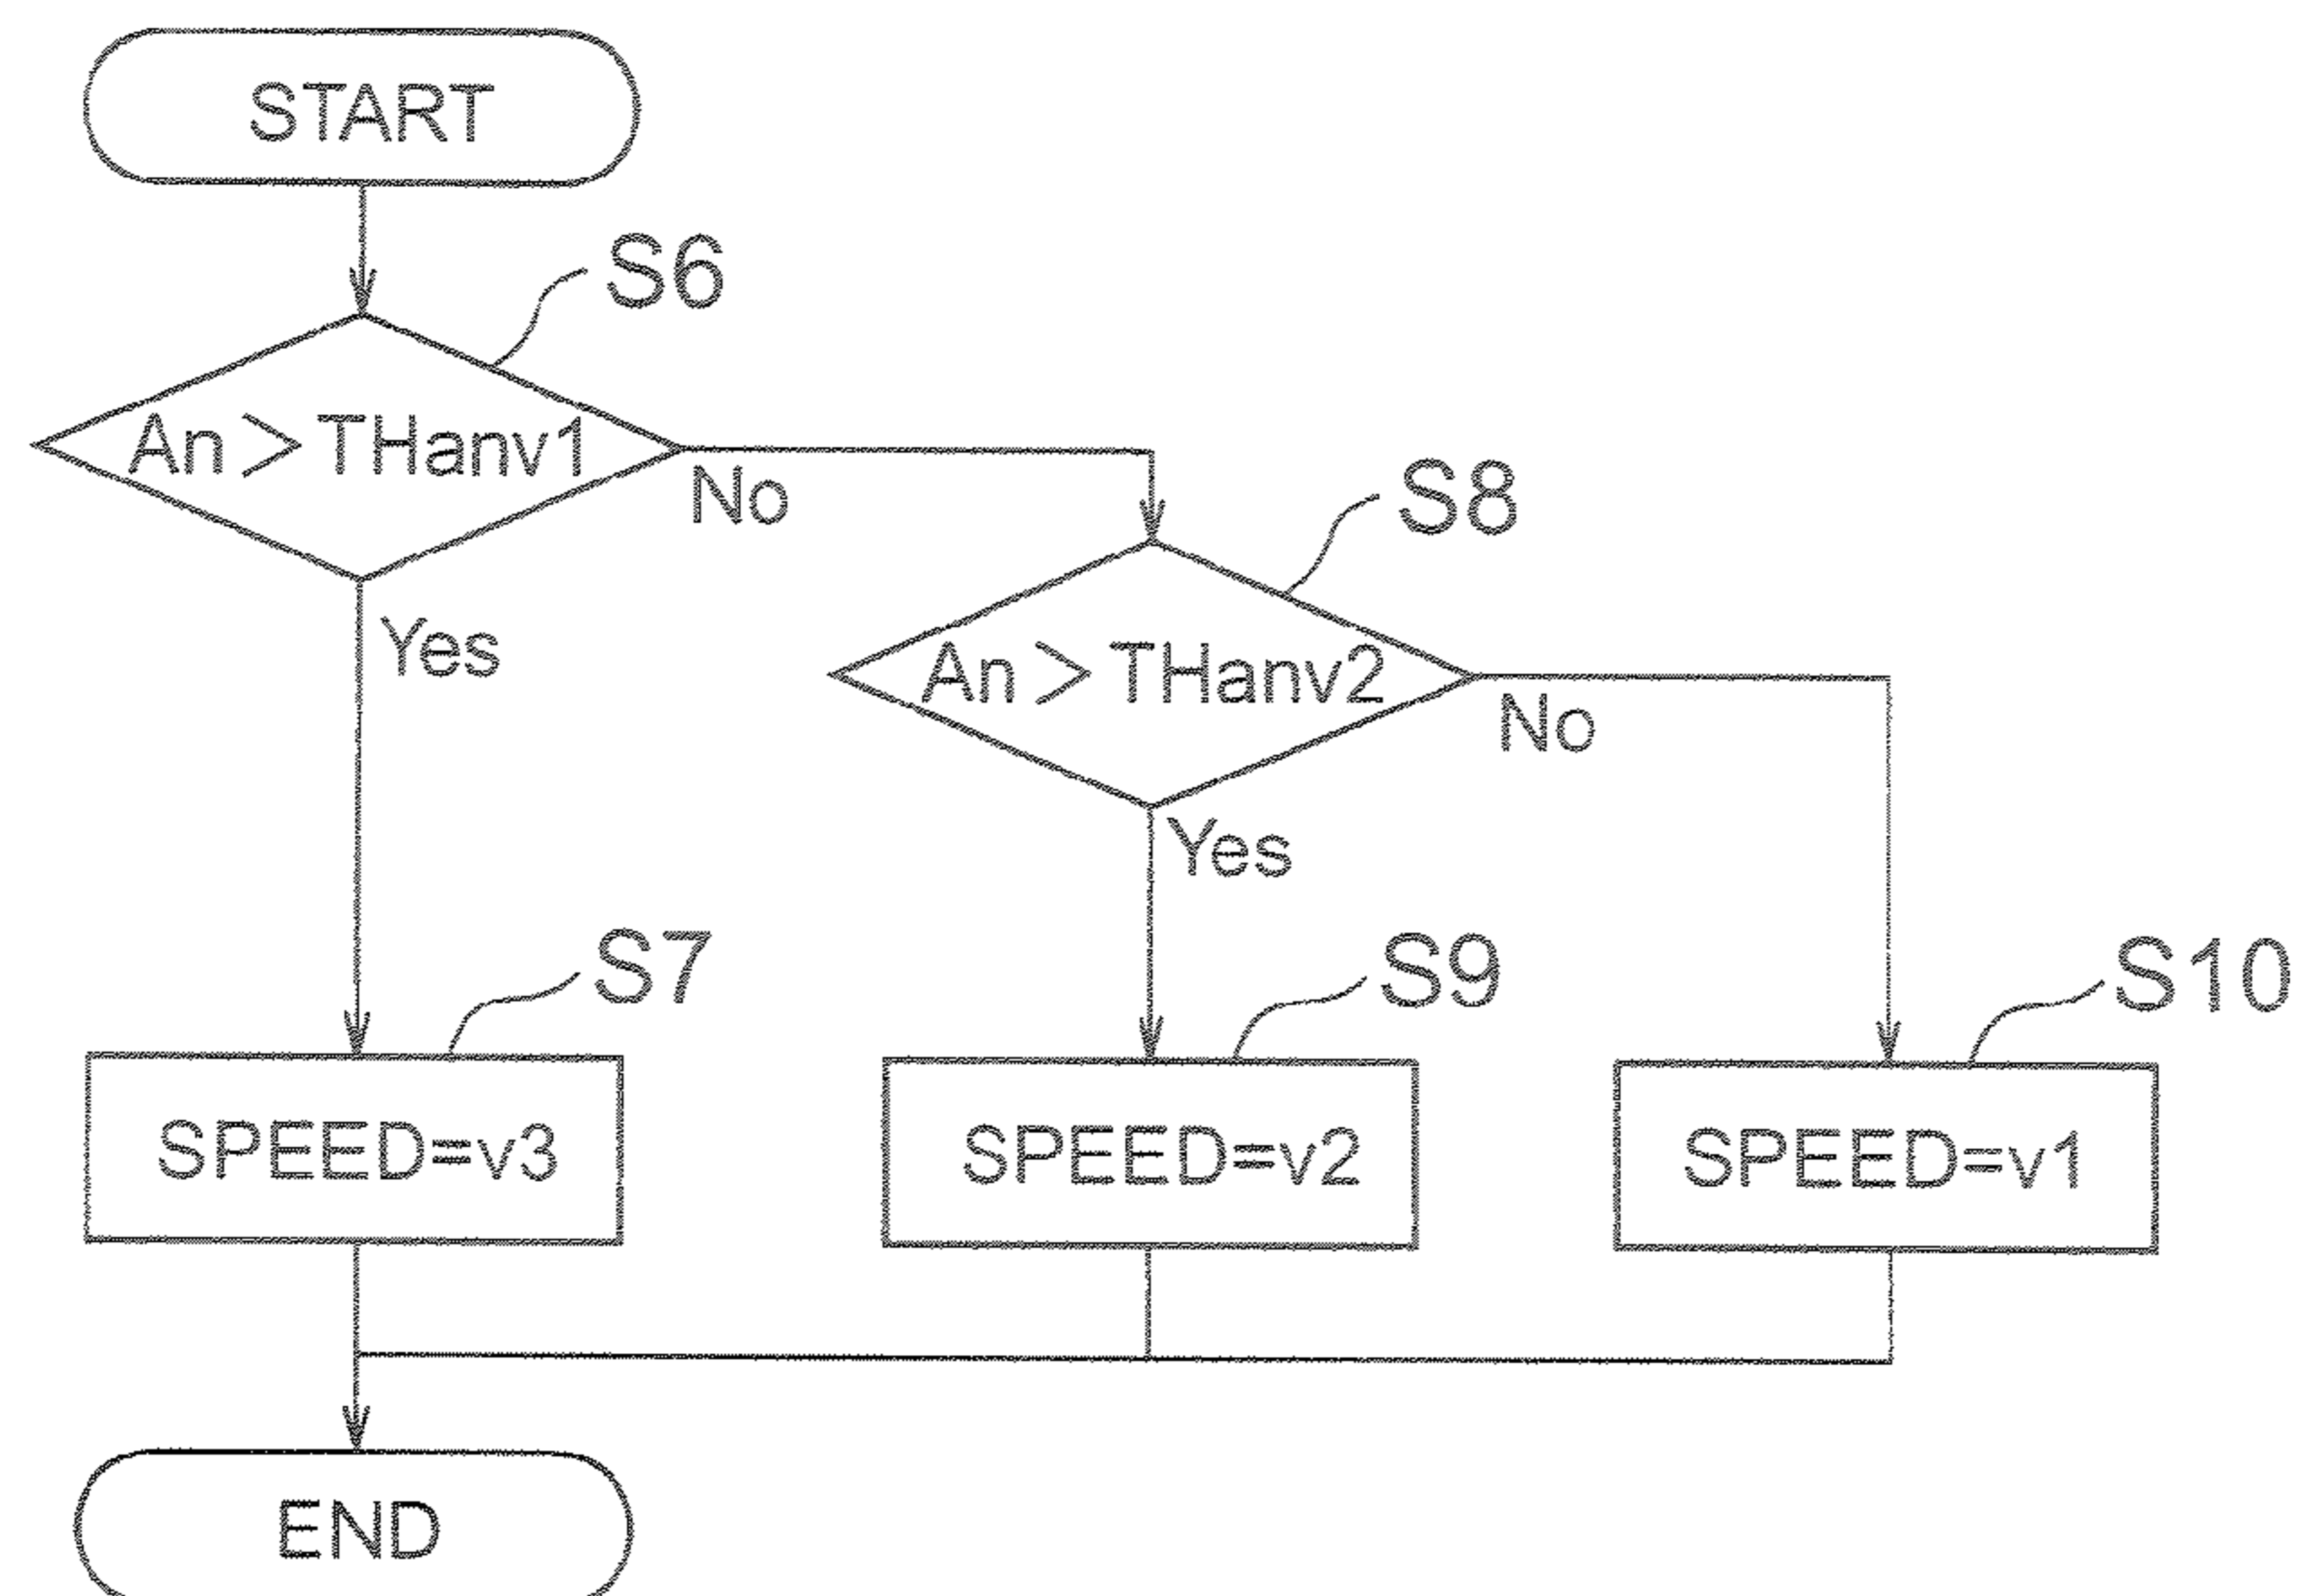 START
S6
An＞THanv1
No
S8
Yes
An＞THanv2
No
Yes
S7
S9
S10
SPEED=v3
SPEED=v2
SPEED=v1
END